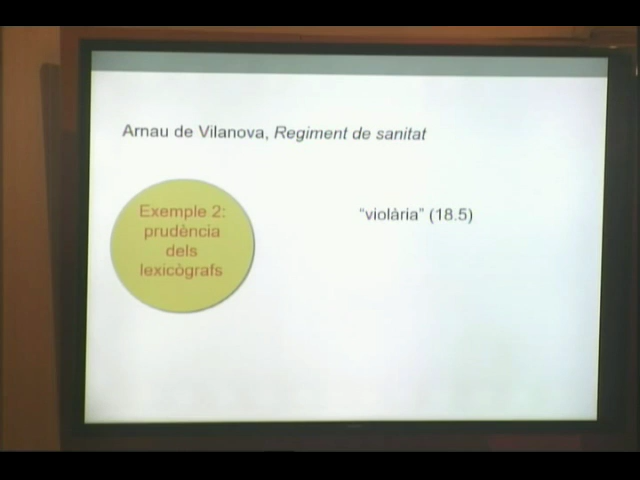 Arnau de Vilanova, Regiment de sanitat
Exemple 2:
prudència
dels
lexicògrafs
“violària” (18.5)